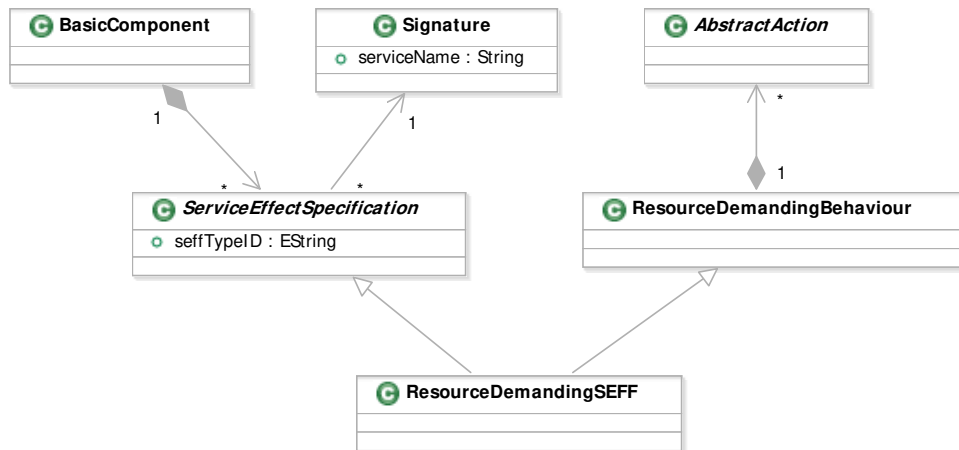 C BasicComponent
C Signature
C AbstractAction
serviceName : String
1
1
*
*
*
1
C ServiceEffectSpecification
C ResourceDemandingBehaviour
seffTypeID : EString
C ResourceDemandingSEFF